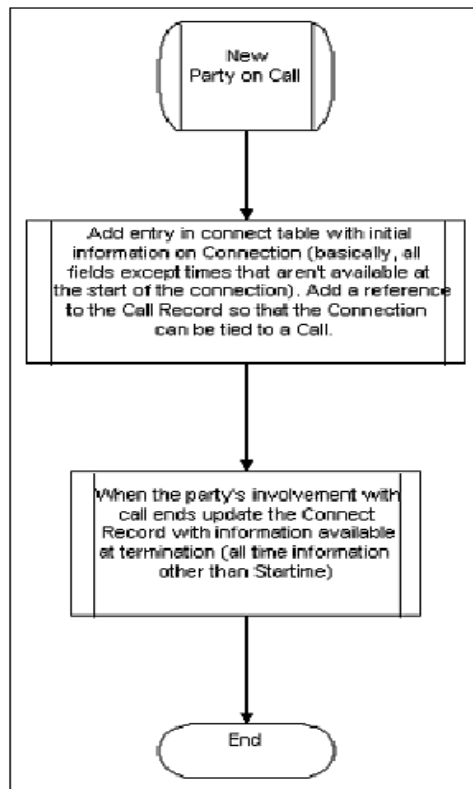 New
Party on Call
Add entry in connect table with initial
information on Connection (basically, all
fields except times that aren't available at
the start of the connection). Add a reference
to the Call Record so that the Connection
can be tied to a Call.
When the party's involvement with
call ends update the Connect
Record with information available
at termination (all time information
other than Startime)
End